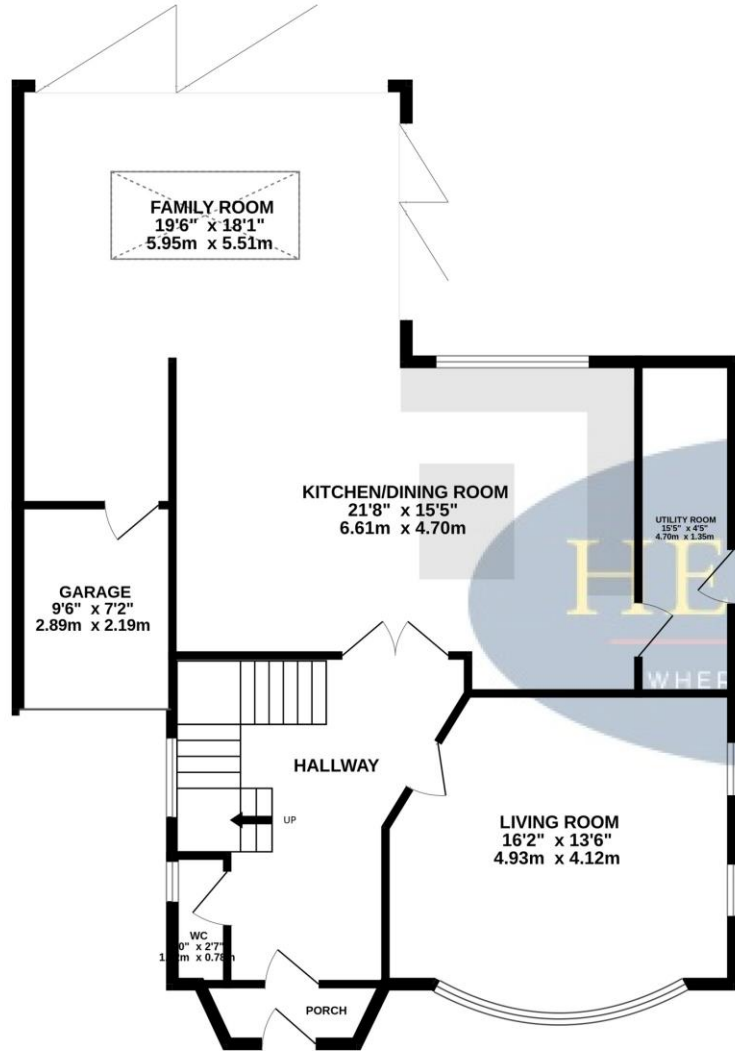 FAMILY ROOM
19'6" x 18'1"
5.95m x 5.51m
KITCHEN/DINING ROOM
21'8" x 15'5"
6.61m x 4.70m
UTILITY ROOM
15'5" x 4'5"
4.70m x 1.35m
GARAGE
9'6" x 7'2"
2.89m x 2.19m
HE
WHER
HALLWAY
UP
LIVING ROOM
16'2" x 13'6"
4.93m x 4.12m
WC
x 2'7"
x 0.78m
PORCH